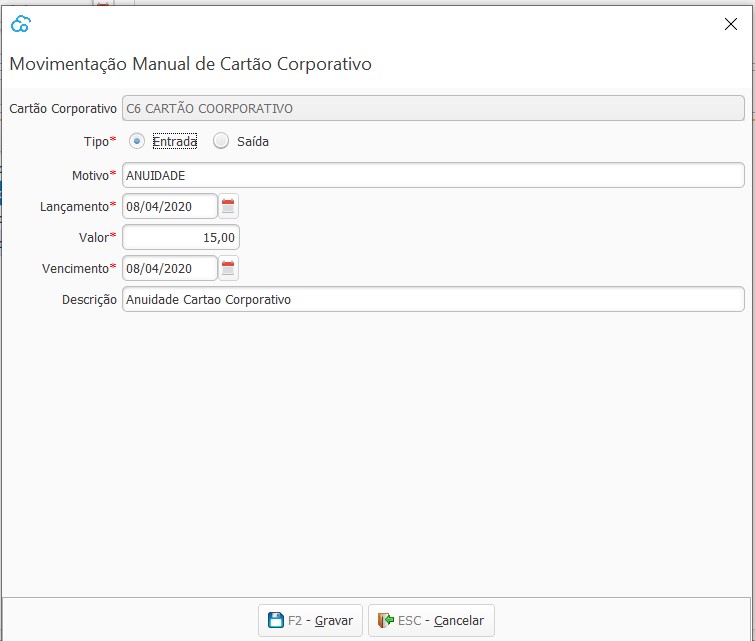 Movimentação Manual de Cartão Corporativo
Cartão Corporativo C6 CARTÃO COORPORATIVO
Tipo* Entrada Saída
Motivo* ANUIDADE
Lançamento* 08/04/2020
Valor* 15,00
Vencimento* 08/04/2020
Descrição Anuidade Cartao Corporativo
F2 - Gravar ESC - Cancelar